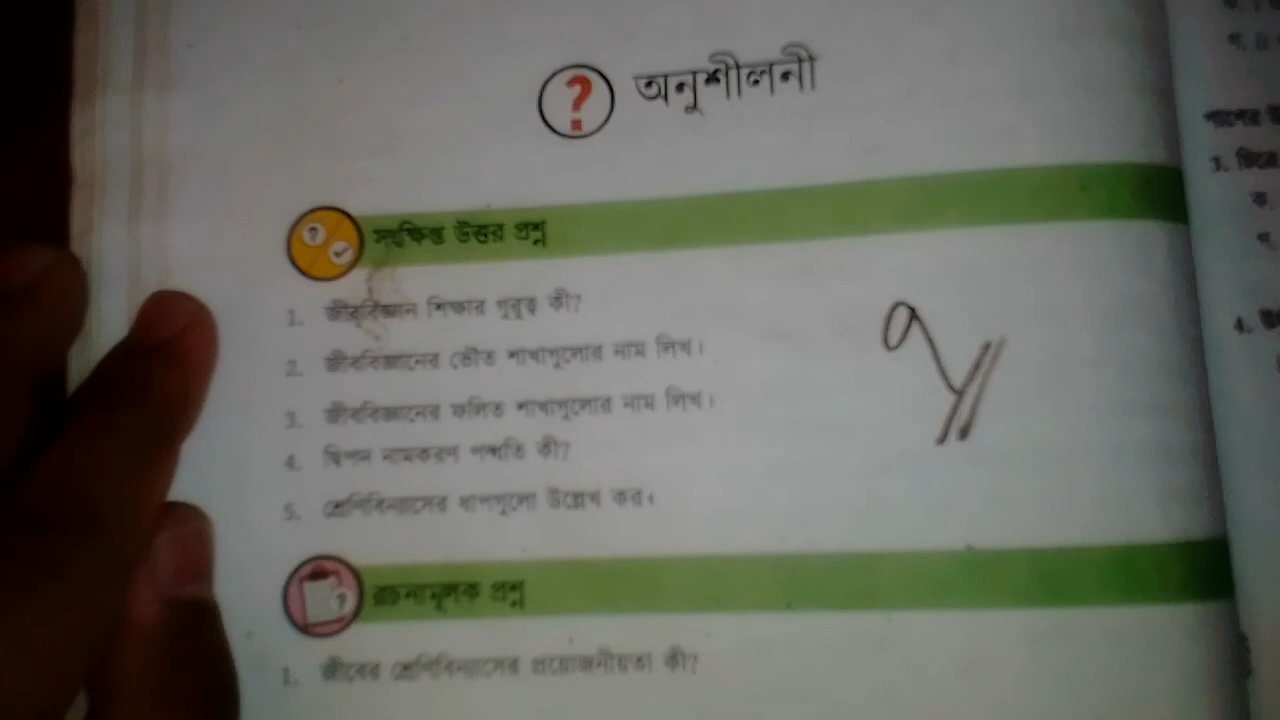 অনুশীলনী
সংক্ষিপ্ত উত্তর প্রশ্ন
1. জীববিজ্ঞান শিক্ষার গুরুত্ব কী?
2. জীববিজ্ঞানের ভৌত শাখাগুলোর নাম লিখ।
3. জীববিজ্ঞানের ফলিত শাখাগুলোর নাম লিখ।
4. দ্বিপদ নামকরণ পদ্ধতি কী?
5. শ্রেণিবিন্যাসের ধাপগুলো উল্লেখ কর।
রচনামূলক প্রশ্ন
1. জীবের শ্রেণিবিন্যাসের প্রয়োজনীয়তা কী?